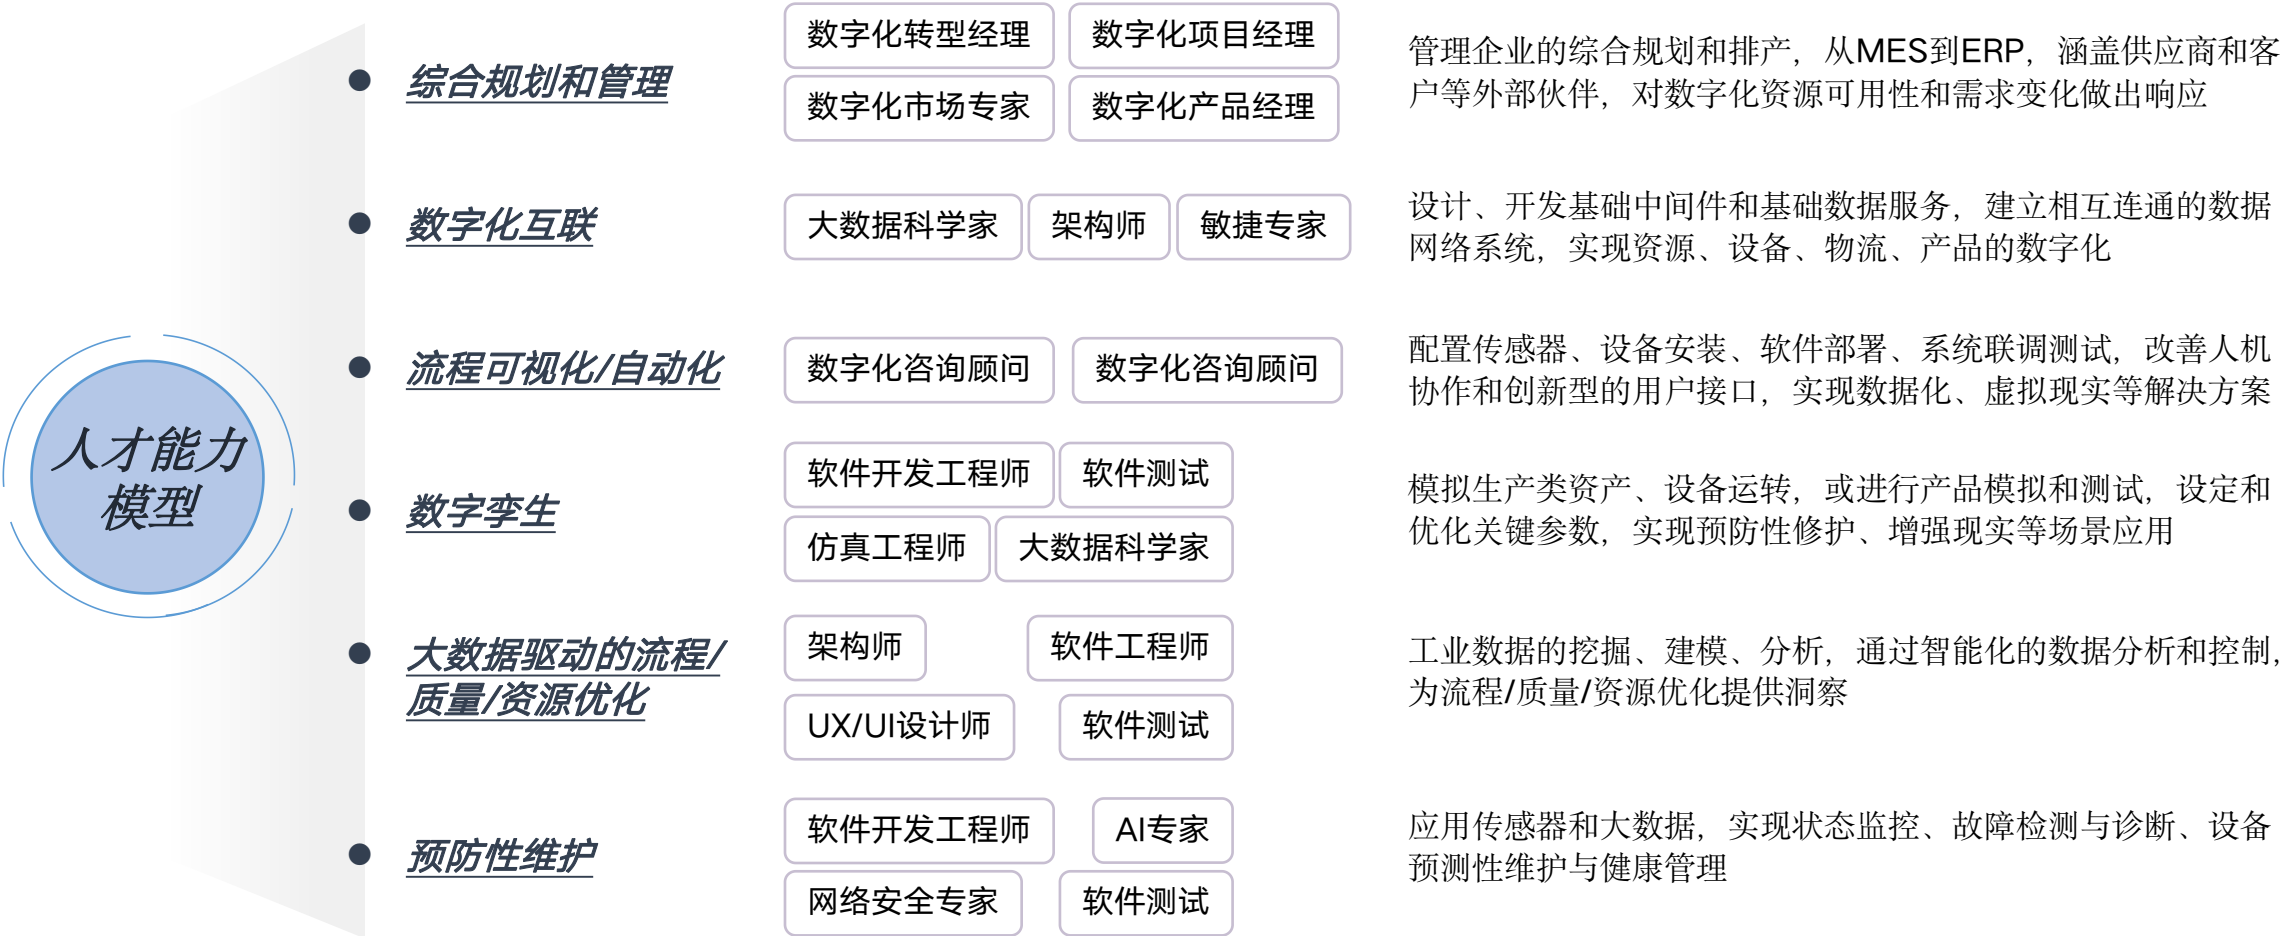 人才能力
模型
综合规划和管理
数字化转型经理 数字化项目经理
数字化市场专家 数字化产品经理
管理企业的综合规划和排产，从MES到ERP，涵盖供应商和客
户等外部伙伴，对数字化资源可用性和需求变化做出响应
数字化互联
大数据科学家 架构师 敏捷专家
设计、开发基础中间件和基础数据服务，建立相互连通的数据
网络系统，实现资源、设备、物流、产品的数字化
流程可视化/自动化
数字化咨询顾问 数字化咨询顾问
配置传感器、设备安装、软件部署、系统联调测试，改善人机
协作和创新型的用户接口，实现数据化、虚拟现实等解决方案
数字孪生
软件开发工程师 软件测试
仿真工程师 大数据科学家
模拟生产类资产、设备运转，或进行产品模拟和测试，设定和
优化关键参数，实现预防性修护、增强现实等场景应用
大数据驱动的流程/
质量/资源优化
架构师 软件工程师
UX/UI设计师 软件测试
工业数据的挖掘、建模、分析，通过智能化的数据分析和控制，
为流程/质量/资源优化提供洞察
预防性维护
软件开发工程师 AI专家
网络安全专家 软件测试
应用传感器和大数据，实现状态监控、故障检测与诊断、设备
预测性维护与健康管理